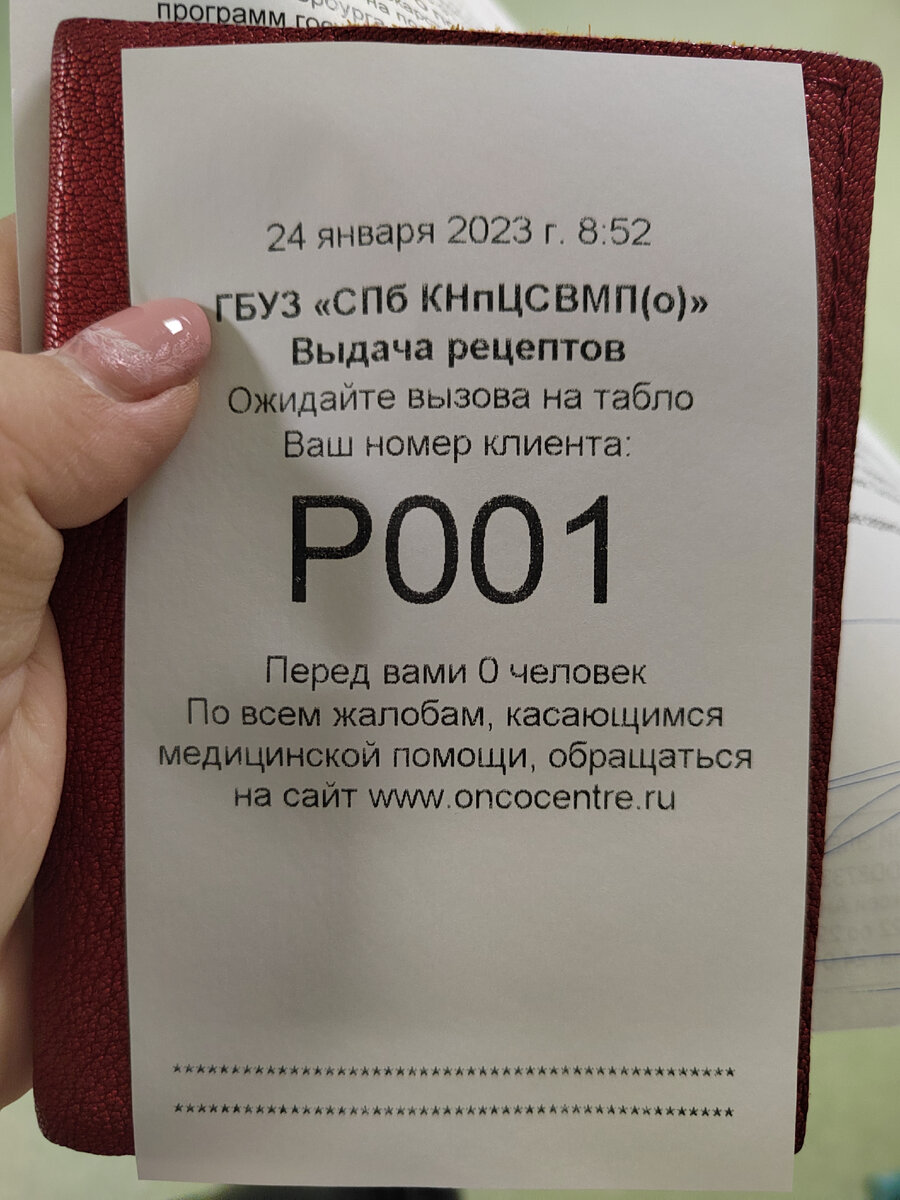 программ
24 января 2023 г. 8:52
ГБУЗ «СПб КНпЦСВМП(о)»
Выдача рецептов
Ожидайте вызова на табло
Ваш номер клиента:
Р001
Перед вами 0 человек
По всем жалобам, касающимся
медицинской помощи, обращаться
на сайт www.oncocentre.ru
************************************************
************************************************